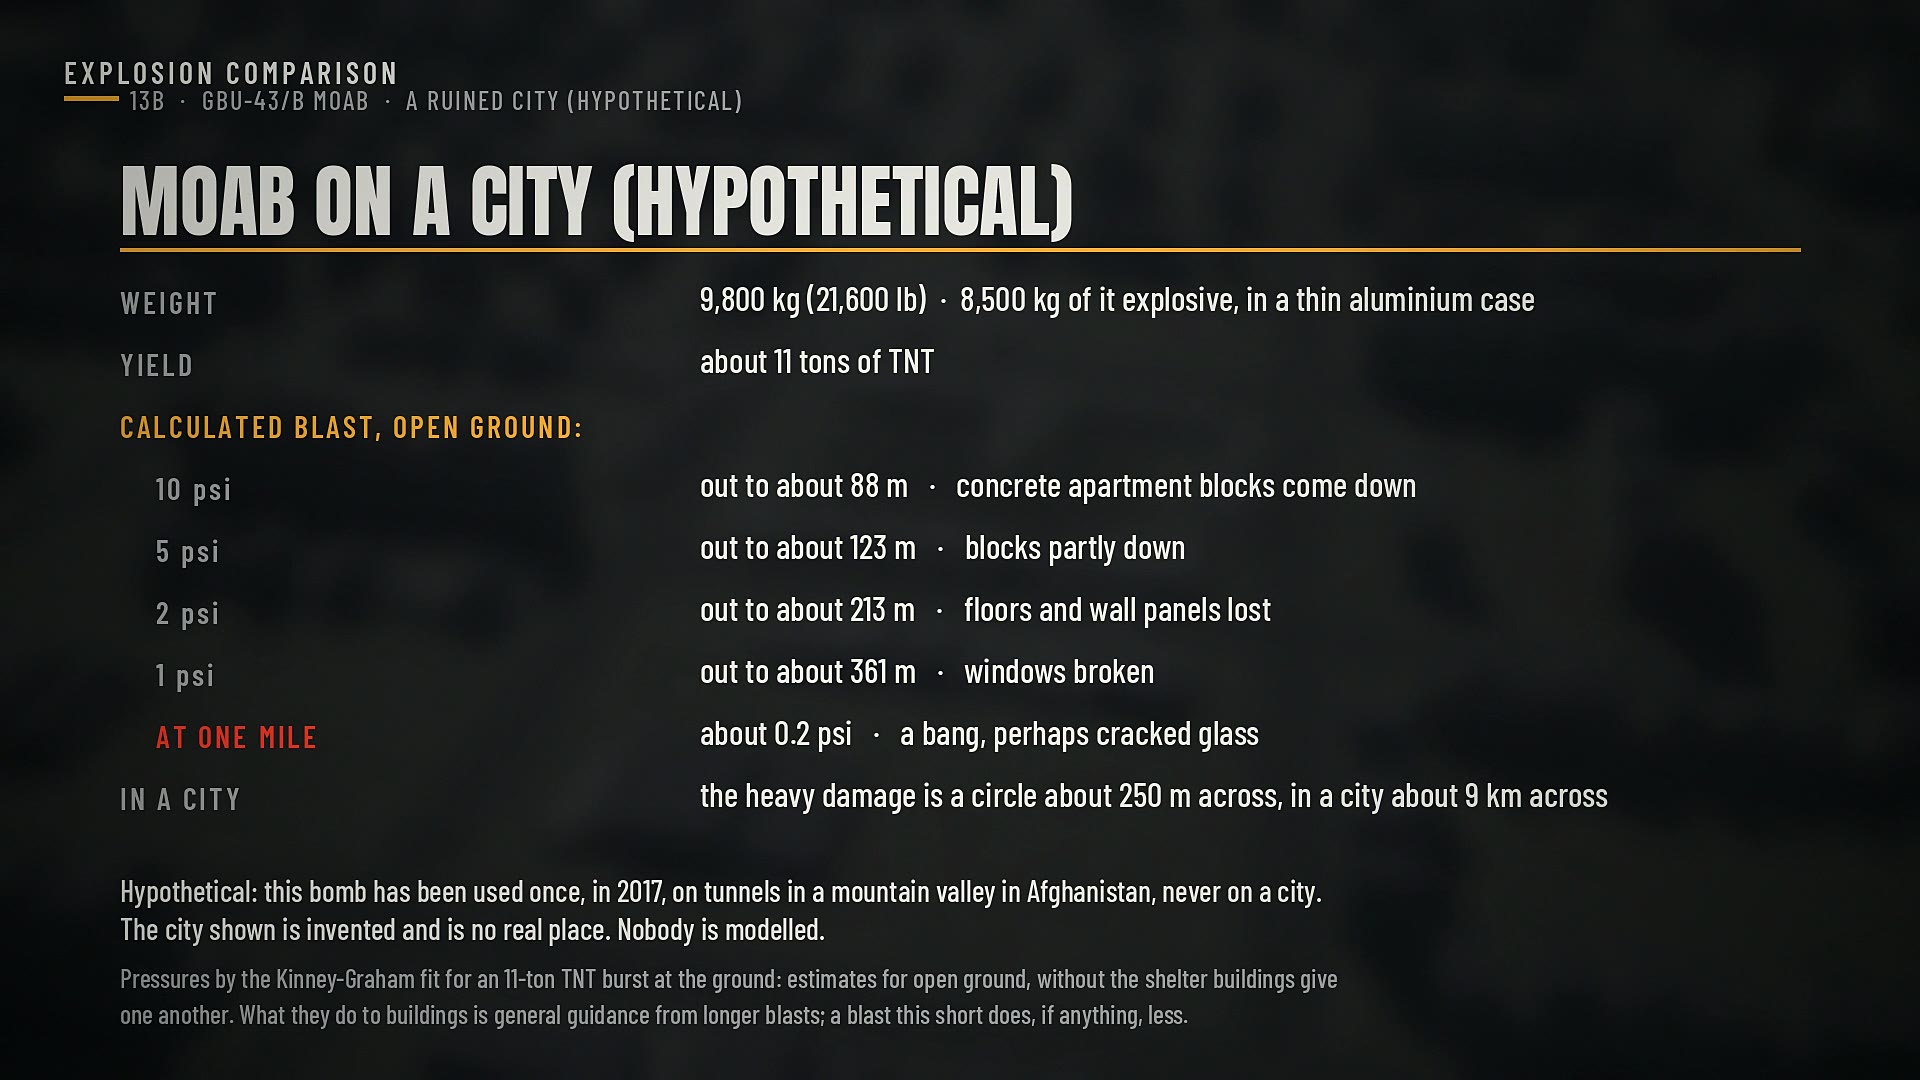 EXPLOSION COMPARISON
13B · GBU-43/B MOAB · A RUINED CITY (HYPOTHETICAL)
MOAB ON A CITY (HYPOTHETICAL)
WEIGHT 9,800 kg (21,600 lb) · 8,500 kg of it explosive, in a thin aluminium case
YIELD about 11 tons of TNT
CALCULATED BLAST, OPEN GROUND:
10 psi out to about 88 m · concrete apartment blocks come down
5 psi out to about 123 m · blocks partly down
2 psi out to about 213 m · floors and wall panels lost
1 psi out to about 361 m · windows broken
AT ONE MILE about 0.2 psi · a bang, perhaps cracked glass
IN A CITY the heavy damage is a circle about 250 m across, in a city about 9 km across
Hypothetical: this bomb has been used once, in 2017, on tunnels in a mountain valley in Afghanistan, never on a city.
The city shown is invented and is no real place. Nobody is modelled.
Pressures by the Kinney-Graham fit for an 11-ton TNT burst at the ground: estimates for open ground, without the shelter buildings give
one another. What they do to buildings is general guidance from longer blasts; a blast this short does, if anything, less.